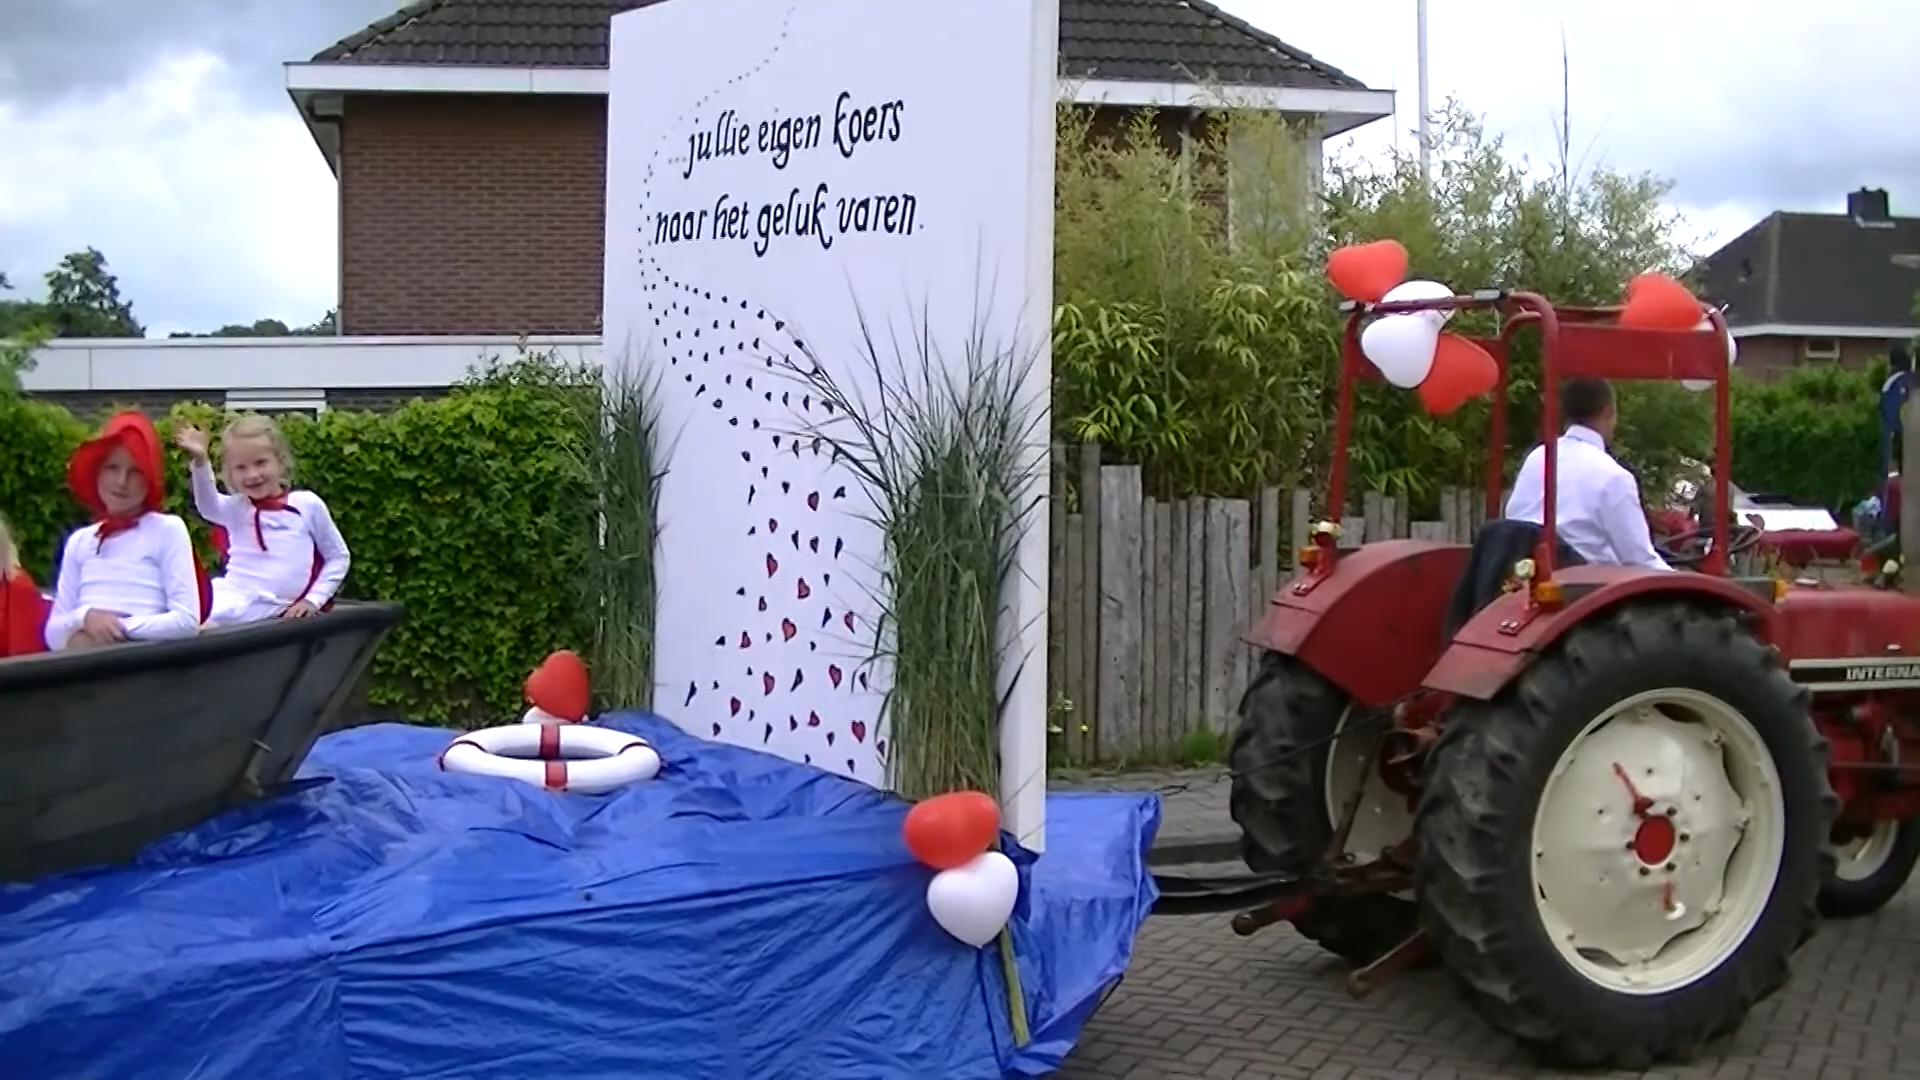 ...jullie eigen koers
naar het geluk varen.
INTERNA